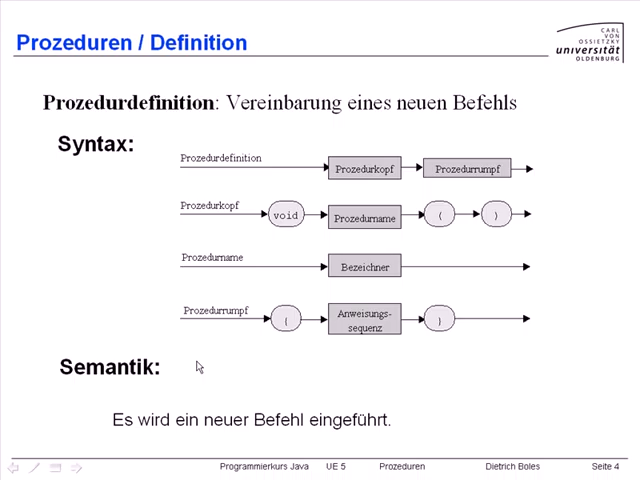 Prozeduren / Definition
CARL
VON
OSSIETZKY
universität
OLDENBURG
Prozedurdefinition: Vereinbarung eines neuen Befehls
Syntax:
Prozedurdefinition
Prozedurkopf
Prozedurrumpf
Prozedurkopf
void
Prozedurname
(
)
Prozedurname
Bezeichner
Prozedurrumpf
{
Anweisungs-
sequenz
}
Semantik:
Es wird ein neuer Befehl eingeführt.
Programmierkurs Java UE 5 Prozeduren Dietrich Boles Seite 4